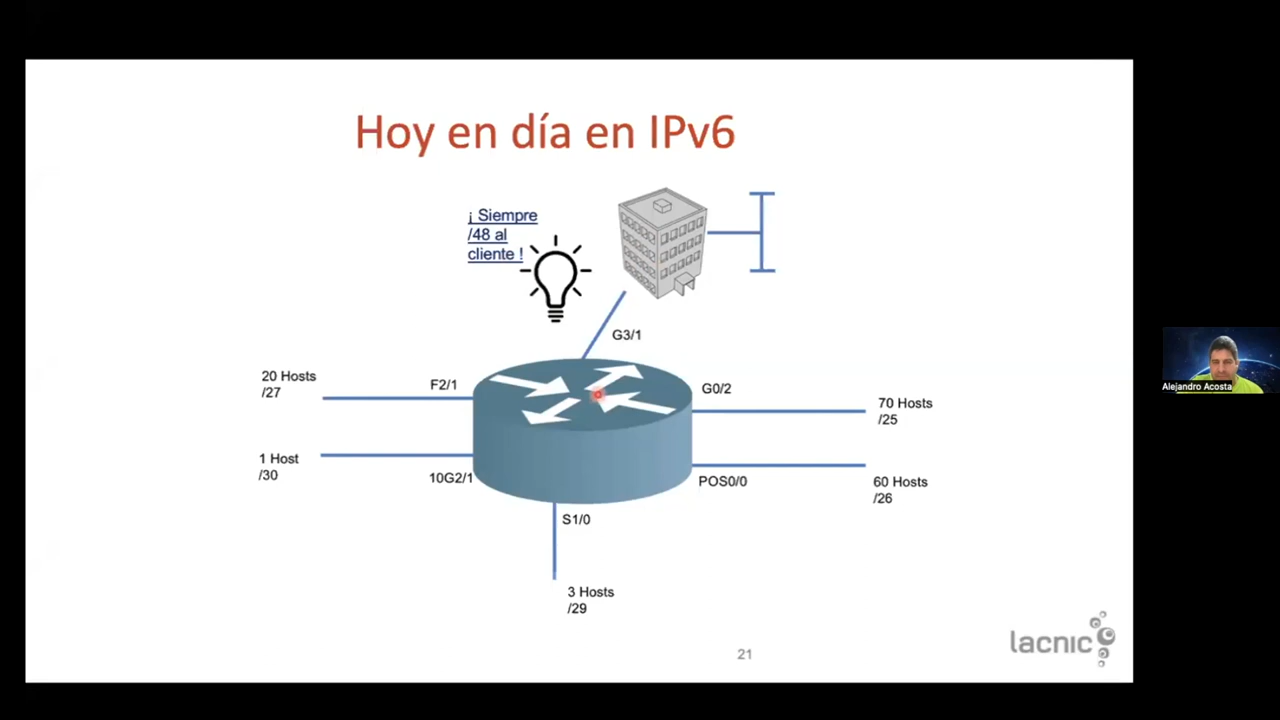 Hoy en día en IPv6
¡ Siempre
/48 al
cliente !
G3/1
20 Hosts
/27
F2/1
G0/2
70 Hosts
/25
1 Host
/30
10G2/1
POS0/0
60 Hosts
/26
S1/0
3 Hosts
/29
21
lacnic
Alejandro Acosta